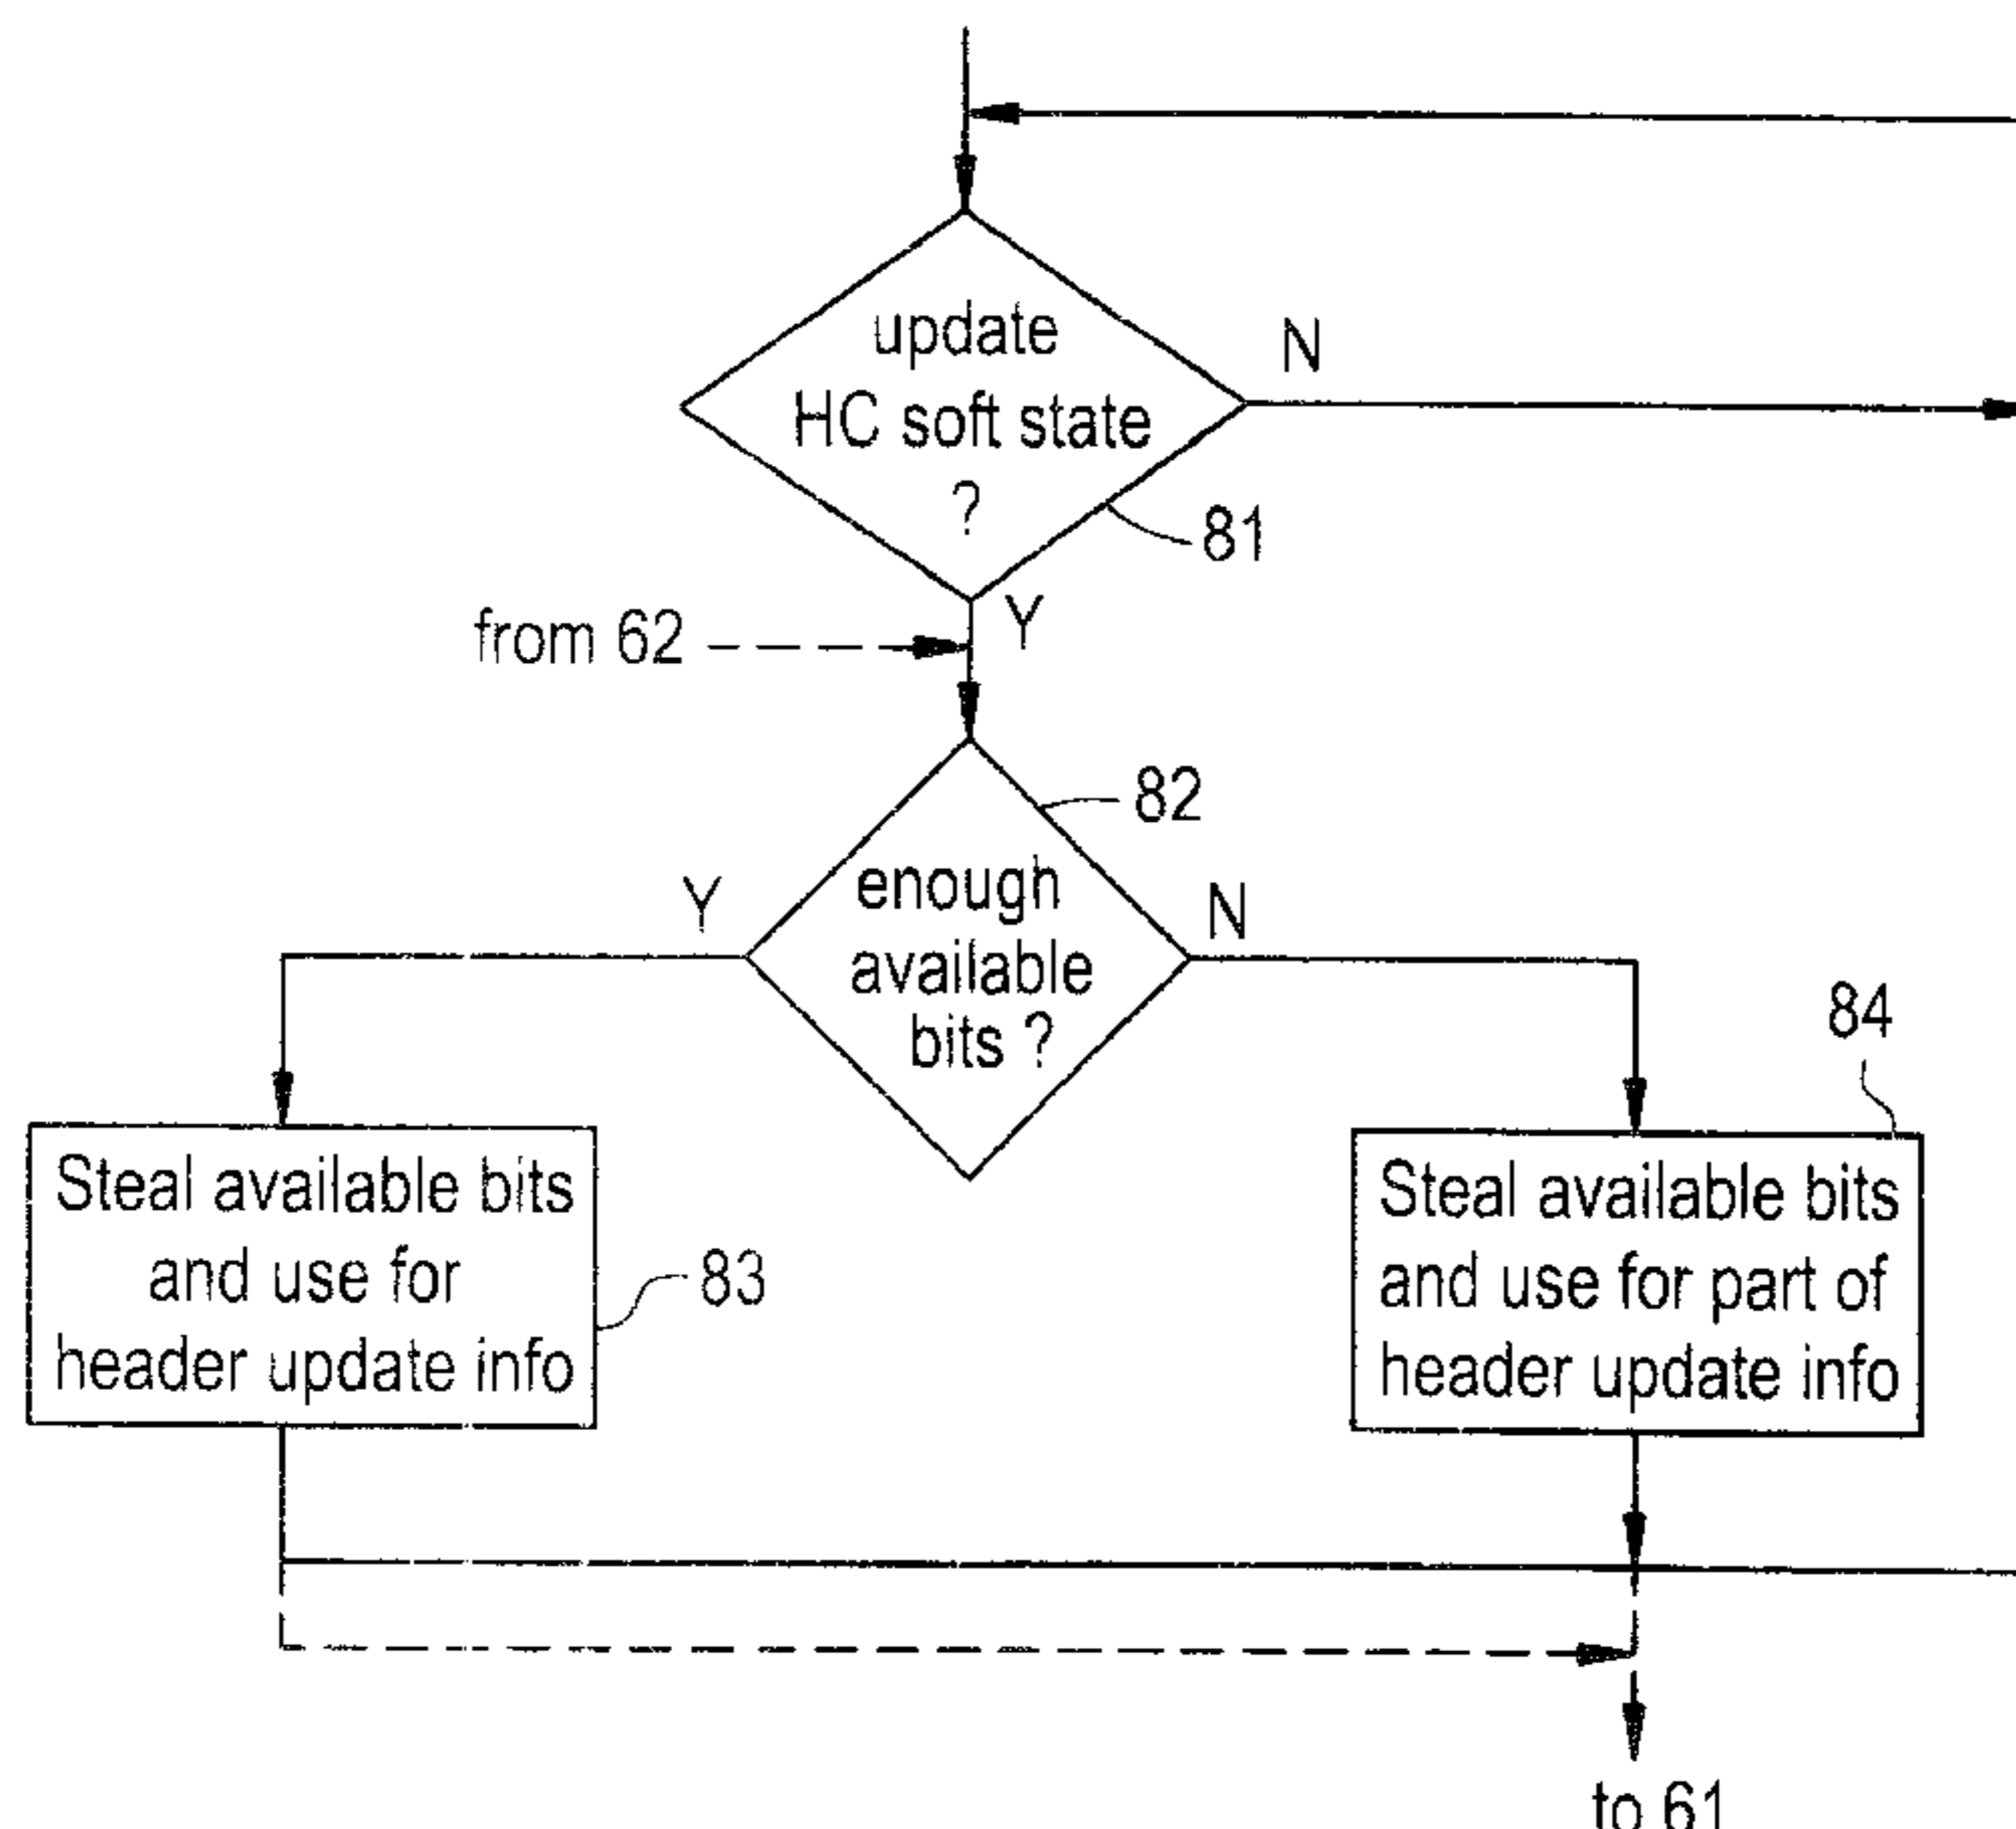 update
HC soft state
?
N
81
Y
from 62
82
enough
available
bits ?
Y
N
84
Steal available bits
and use for
header update info
83
Steal available bits
and use for part of
header update info
to 61